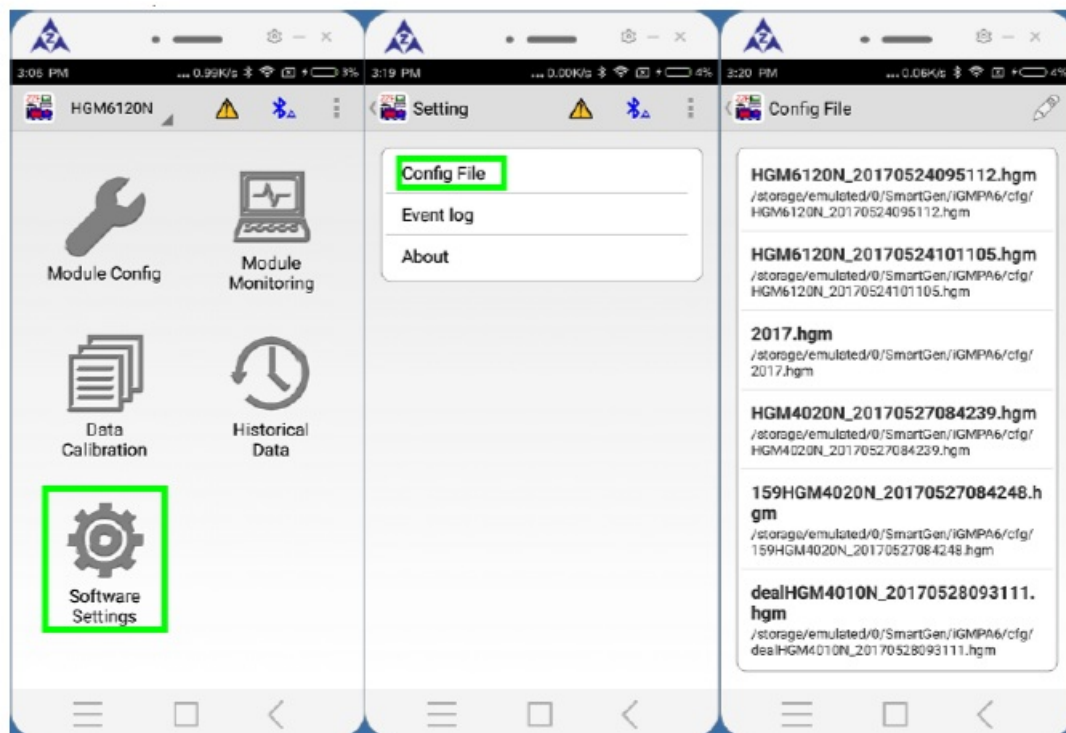 3:06 PM
... 0.99K/s 3%
HGM6120N
Module Config
Module
Monitoring
Data
Calibration
Historical
Data
Software
Settings
3:19 PM
... 0.00K/s 4%
Setting
Config File
Event log
About
3:20 PM
... 0.06K/s 4%
Config File
HGM6120N_20170524095112.hgm
/storage/emulated/0/SmartGen/iGMPA6/cfg/
HGM6120N_20170524095112.hgm
HGM6120N_20170524101105.hgm
/storage/emulated/0/SmartGen/iGMPA6/cfg/
HGM6120N_20170524101105.hgm
2017.hgm
/storage/emulated/0/SmartGen/iGMPA6/cfg/
2017.hgm
HGM4020N_20170527084239.hgm
/storage/emulated/0/SmartGen/iGMPA6/cfg/
HGM4020N_20170527084239.hgm
159HGM4020N_20170527084248.h
gm
/storage/emulated/0/SmartGen/iGMPA6/cfg/
159HGM4020N_20170527084248.hgm
dealHGM4010N_20170528093111.
hgm
/storage/emulated/0/SmartGen/iGMPA6/cfg/
dealHGM4010N_20170528093111.hgm